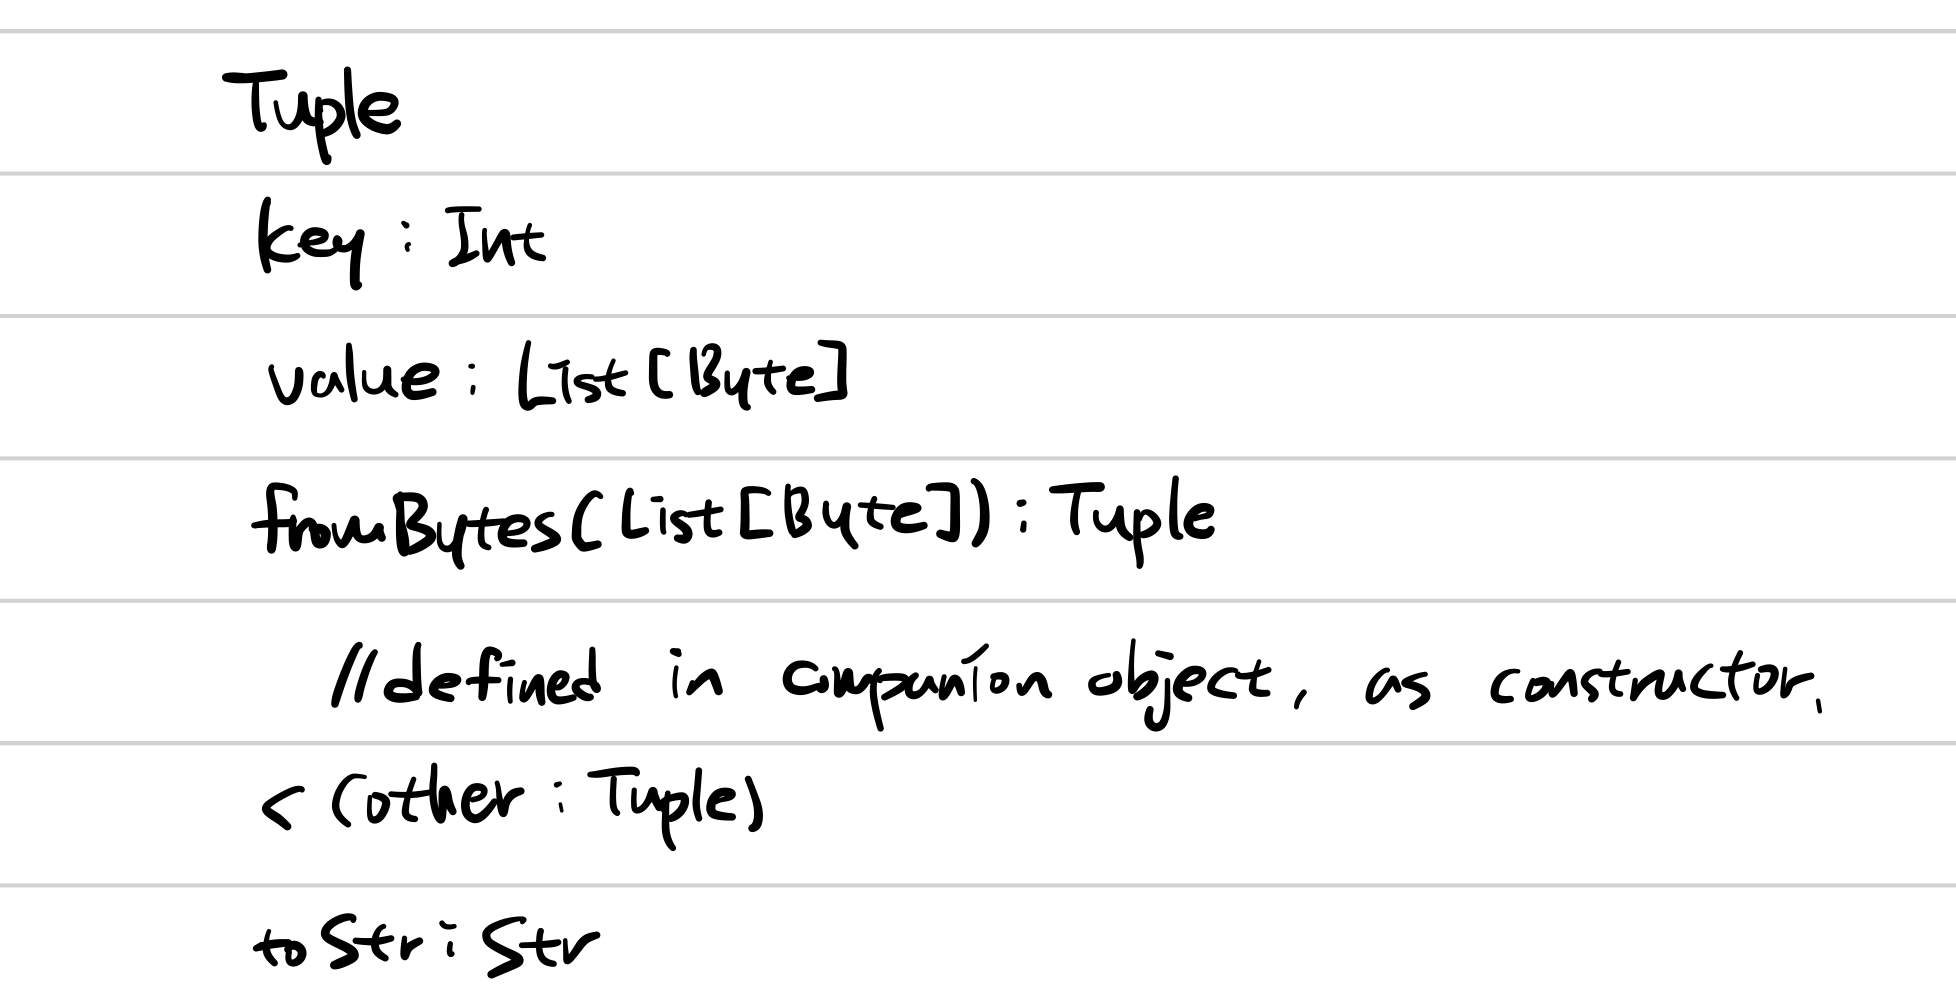 Tuple
key : Int
value : List [Byte]
fromBytes (List [Byte]) : Tuple
//defined in companion object, as constructor,
< (other : Tuple)
toStr : Str